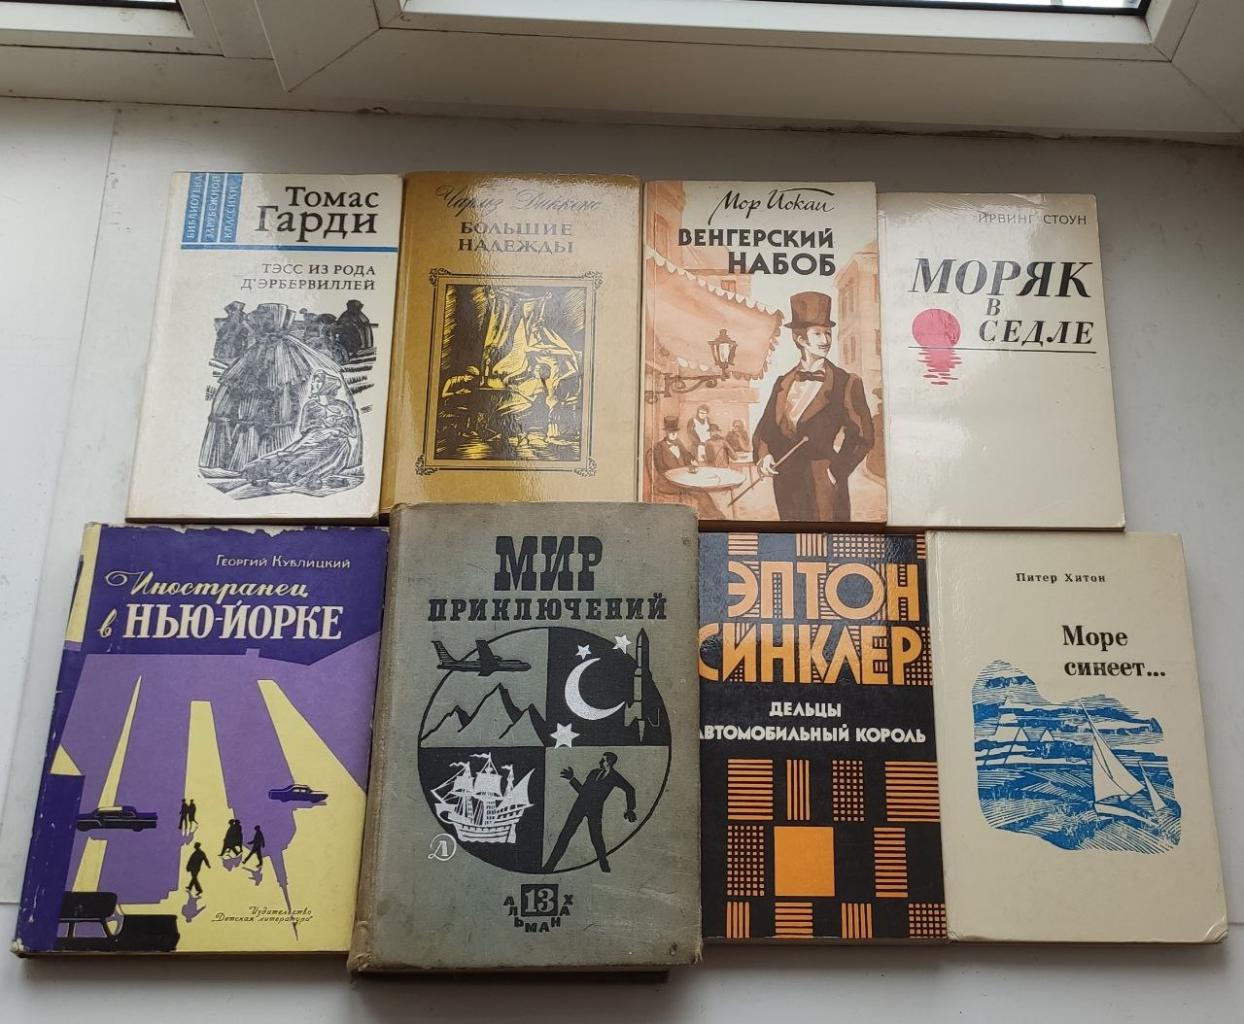 БИБЛИОТЕКА
ЗАРУБЕЖНОЙ
КЛАССИКИ
Томас
Гарди
ТЭСС ИЗ РОДА
Д'ЭРБЕРВИЛЛЕЙ
Чарлз Диккенс
БОЛЬШИЕ
НАДЕЖДЫ
Мор Йокаи
ВЕНГЕРСКИЙ
НАБОБ
ИРВИНГ СТОУН
МОРЯК
В
СЕДЛЕ
Георгий Кублицкий
Иностранец
в НЬЮ-ЙОРКЕ
Издательство
"Детская литература"
МИР
ПРИКЛЮЧЕНИЙ
Д
АЛЬМАНАХ
13
ЭПТОН
СИНКЛЕР
ДЕЛЬЦЫ
АВТОМОБИЛЬНЫЙ КОРОЛЬ
Питер Хитон
Море
синеет...